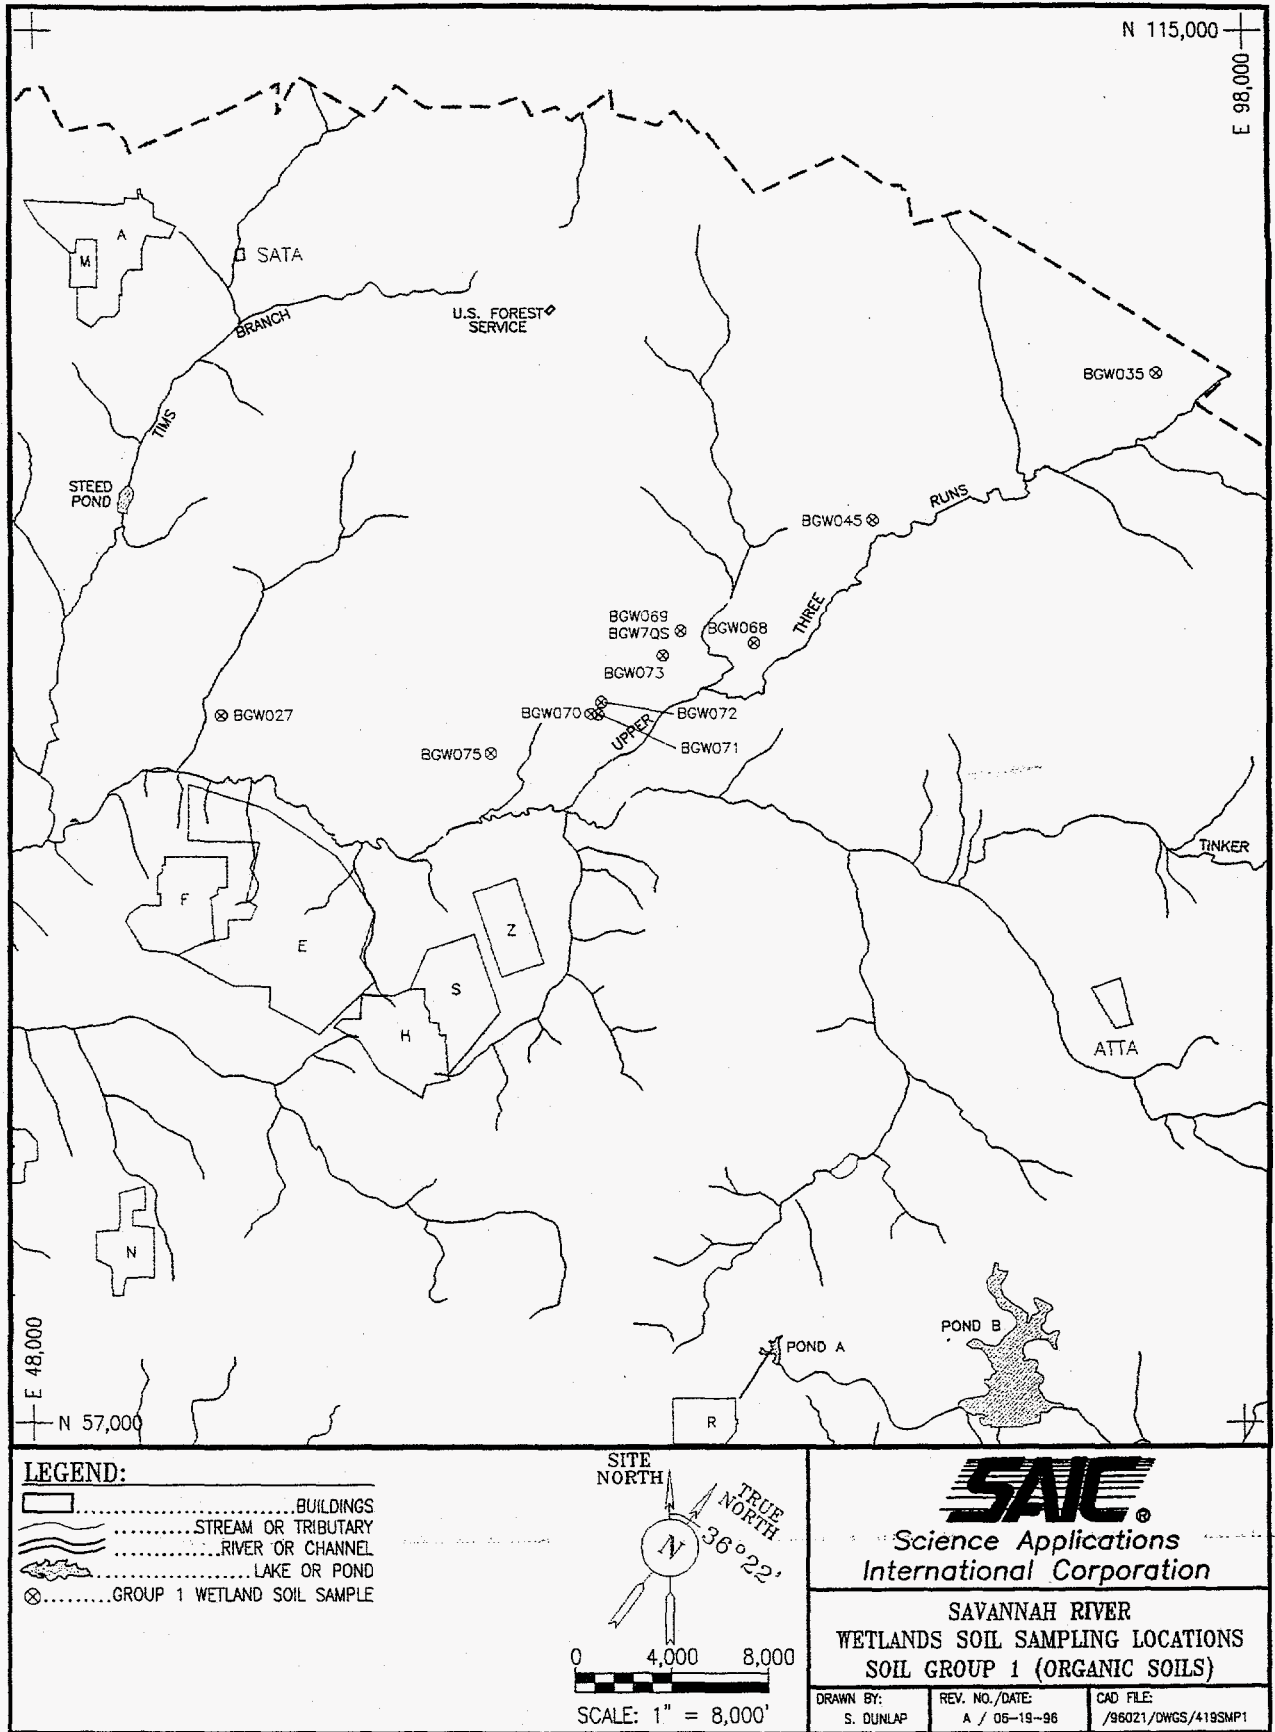 N 115,000
E 98,000
A
M
SATA
BRANCH
U.S. FOREST
SERVICE
BGW035
TIMS
STEED
POND
RUNS
BGW045
THREE
BGW069
BGW7QS
BGW068
BGW073
BGW027
BGW070
BGW072
UPPER
BGW071
BGW075
TINKER
F
E
Z
S
H
ATTA
N
E 48,000
N 57,000
POND A
POND B
R
LEGEND:
BUILDINGS
STREAM OR TRIBUTARY
RIVER OR CHANNEL
LAKE OR POND
GROUP 1 WETLAND SOIL SAMPLE
SITE
NORTH
TRUE
NORTH
36°22'
N
0 4,000 8,000
SCALE: 1" = 8,000'
SAIC®
Science Applications
International Corporation
SAVANNAH RIVER
WETLANDS SOIL SAMPLING LOCATIONS
SOIL GROUP 1 (ORGANIC SOILS)
DRAWN BY:
S. DUNLAP
REV. NO./DATE:
A / 06-19-96
CAD FILE:
/96021/DWGS/419SMP1